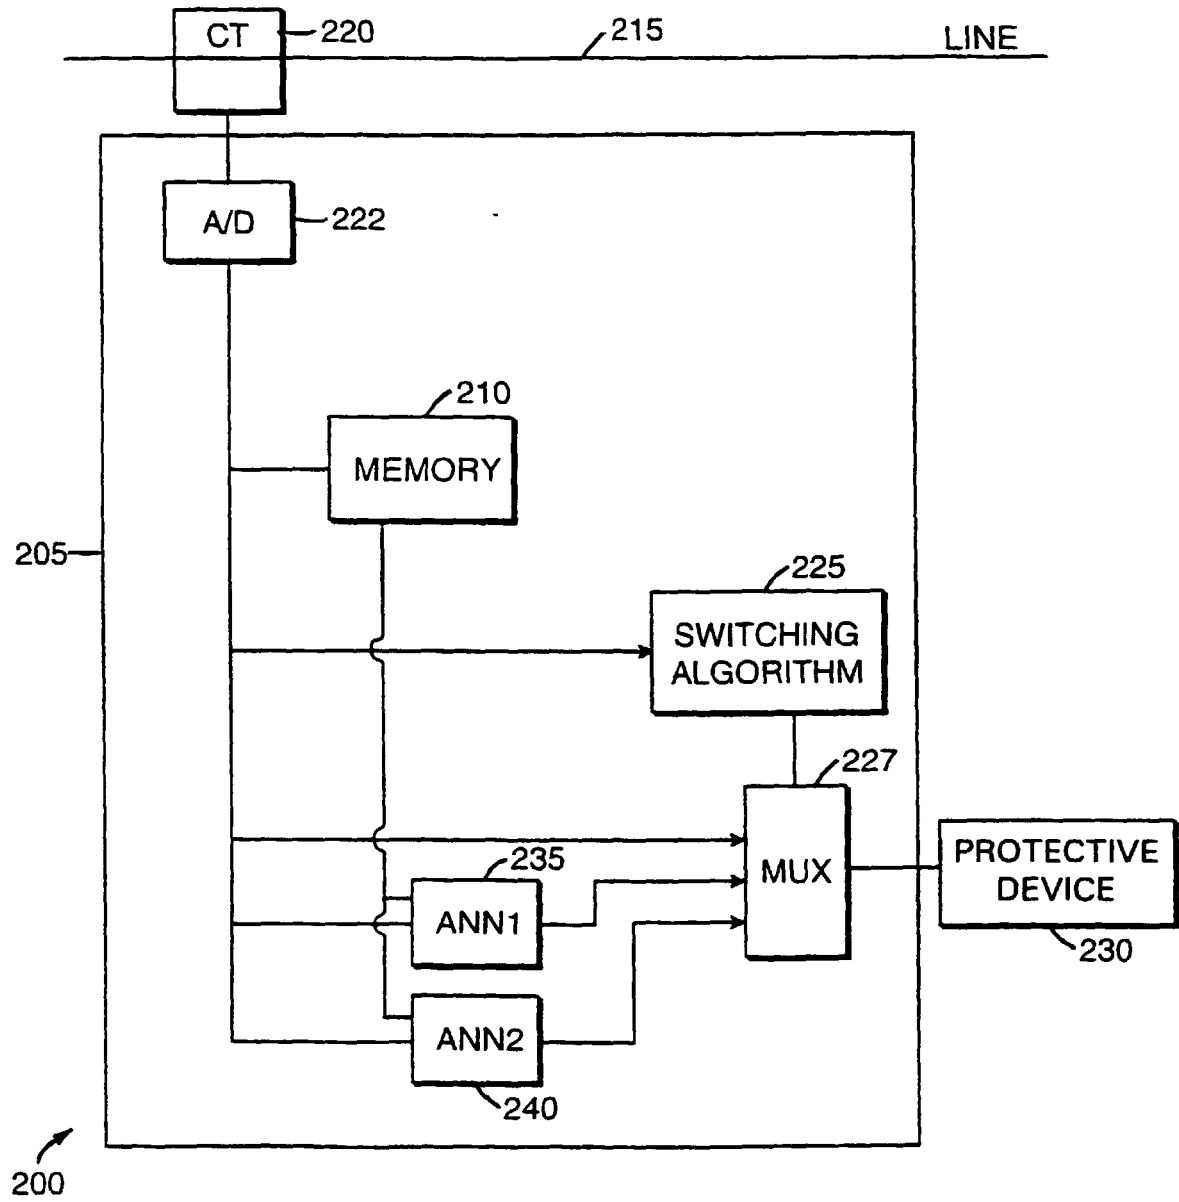 CT
220
215
LINE
A/D
222
210
MEMORY
205
225
SWITCHING
ALGORITHM
227
MUX
235
ANN1
PROTECTIVE
DEVICE
230
ANN2
240
200